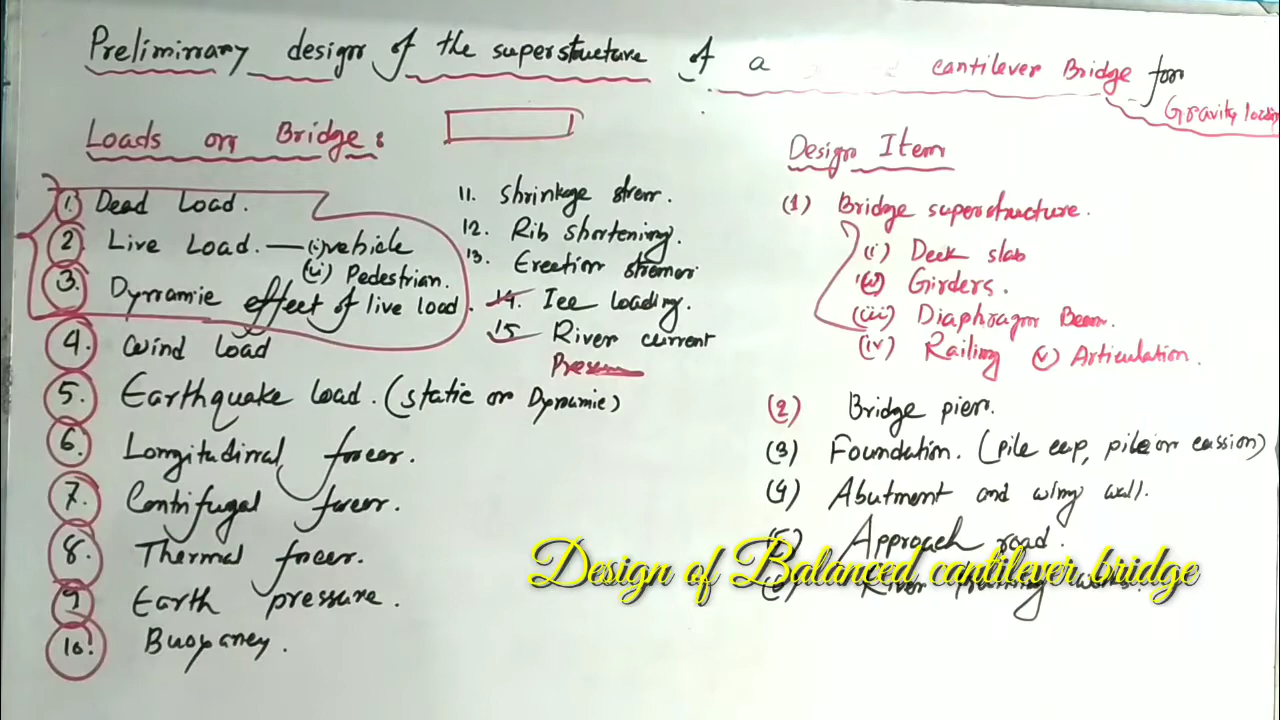 Preliminary design of the superstructure of a cantilever Bridge for
Gravity loading
Loads on Bridge:
1. Dead Load.
2. Live Load. — (i) vehicle
(ii) Pedestrian.
3. Dynamic effect of live load.
4. Wind load
5. Earthquake load. (static or Dynamic)
6. Longitudinal forces.
7. Centrifugal forces.
8. Thermal forces.
9. Earth pressure.
10. Buoyancy.
11. Shrinkage stress.
12. Rib shortening.
13. Erection stresses
14. Ice loading.
15. River current
Design Item
(1) Bridge superstructure.
(i) Deck slab
(ii) Girders.
(iii) Diaphragm Beam.
(iv) Railing (v) Articulation.
(2) Bridge pier.
(3) Foundation. (pile cap, pile or cassion)
(4) Abutment and wing wall.
(5) Approach road.
River
Design of Balanced cantilever bridge